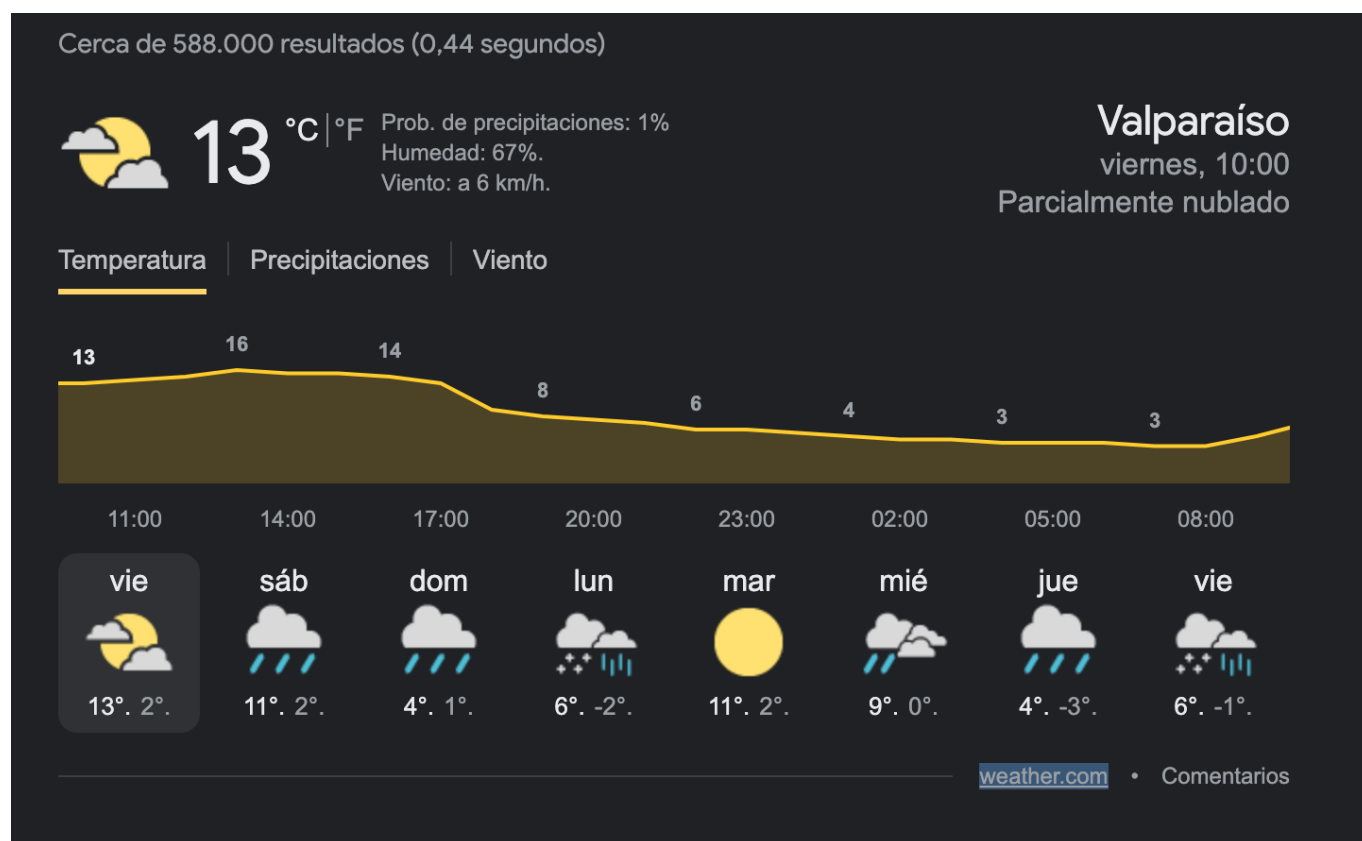 Cerca de 588.000 resultados (0,44 segundos)
13 °C | °F
Prob. de precipitaciones: 1%
Humedad: 67%.
Viento: a 6 km/h.
Valparaíso
viernes, 10:00
Parcialmente nublado
Temperatura | Precipitaciones | Viento
13 16 14 8 6 4 3 3
11:00 14:00 17:00 20:00 23:00 02:00 05:00 08:00
vie sáb dom lun mar mié jue vie
13°. 2°. 11°. 2°. 4°. 1°. 6°. -2°. 11°. 2°. 9°. 0°. 4°. -3°. 6°. -1°.
weather.com • Comentarios